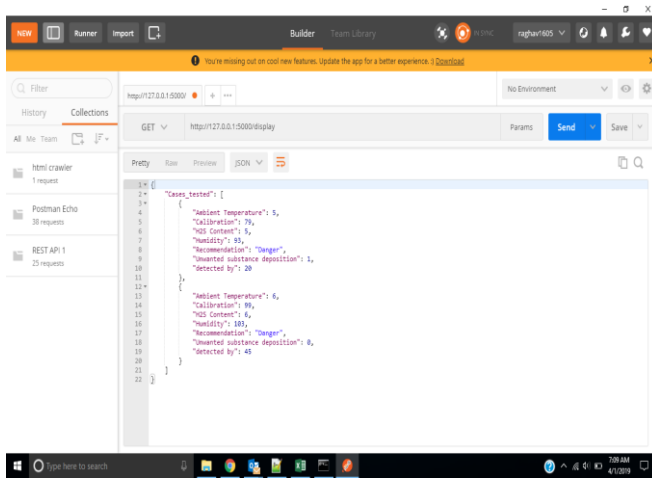 NEW Runner Import Builder Team Library IN SYNC raghav1605
You're missing out on cool new features. Update the app for a better experience. :) Download
Filter
History Collections
All Me Team
html crawler
1 request
Postman Echo
38 requests
REST API 1
25 requests
http://127.0.0.1:5000/ + •••
No Environment
GET http://127.0.0.1:5000/display Params Send Save
Pretty Raw Preview JSON
1 {
2 "Cases_tested": [
3 {
4 "Ambient Temperature": 5,
5 "Calibration": 79,
6 "H2S Content": 5,
7 "Humidity": 93,
8 "Recommendation": "Danger",
9 "Unwanted substance deposition": 1,
10 "detected by": 20
11 },
12 {
13 "Ambient Temperature": 6,
14 "Calibration": 99,
15 "H2S Content": 6,
16 "Humidity": 103,
17 "Recommendation": "Danger",
18 "Unwanted substance deposition": 0,
19 "detected by": 45
20 }
21 ]
22 }
Type here to search
7:09 AM
4/1/2019